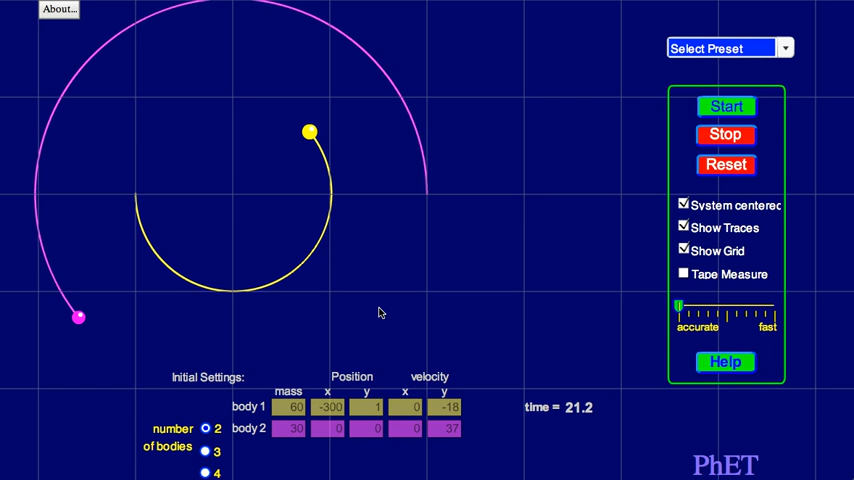 About...
Select Preset
Start
Stop
Reset
System centered
Show Traces
Show Grid
Tape Measure
accurate fast
Help
Initial Settings: Position velocity
mass x y x y
body 1 60 -300 1 0 -18
time = 21.2
body 2 30 0 0 0 37
number 2
of bodies 3
4
PhET